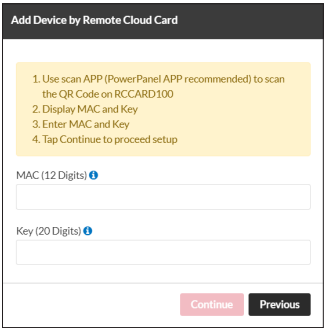 Add Device by Remote Cloud Card
1. Use scan APP (PowerPanel APP recommended) to scan
the QR Code on RCCARD100
2. Display MAC and Key
3. Enter MAC and Key
4. Tap Continue to proceed setup
MAC (12 Digits)
Key (20 Digits)
Continue Previous